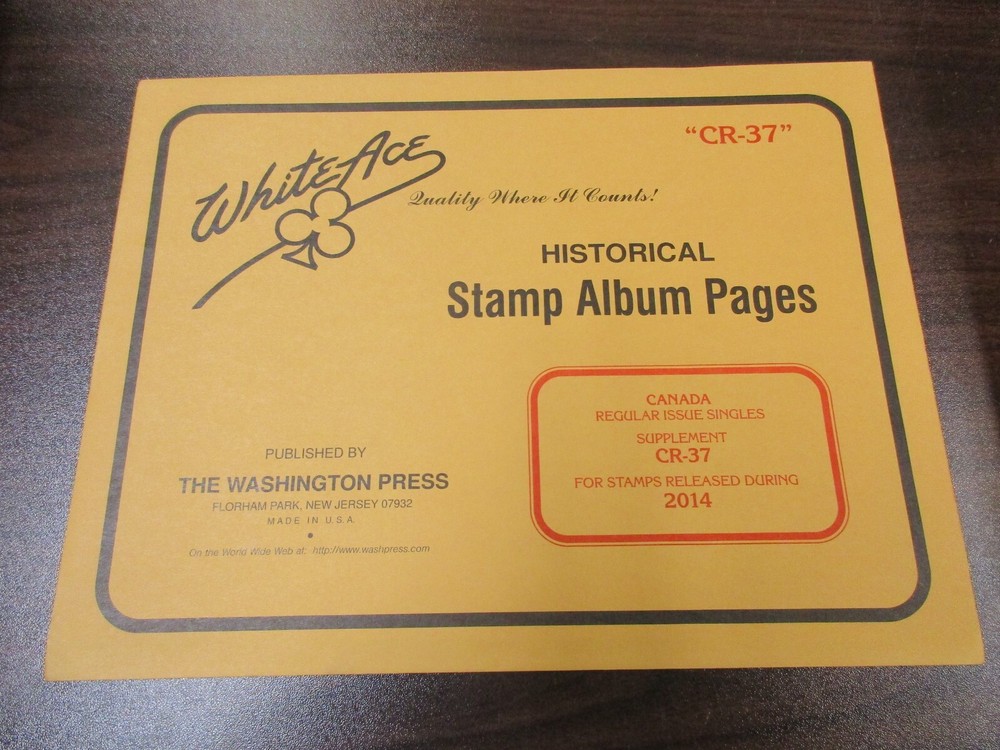 "CR-37"
White Ace
Quality Where It Counts!
HISTORICAL
Stamp Album Pages
CANADA
REGULAR ISSUE SINGLES
SUPPLEMENT
CR-37
FOR STAMPS RELEASED DURING
2014
PUBLISHED BY
THE WASHINGTON PRESS
FLORHAM PARK, NEW JERSEY 07932
MADE IN U.S.A.
On the World Wide Web at: http://www.washpress.com